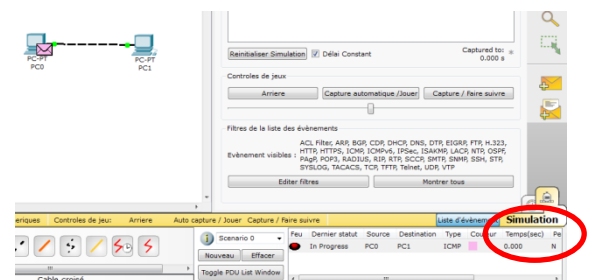 PC-PT
PC0
PC-PT
PC1
Reinitialiser Simulation
Délai Constant
Captured to:
0.000 s
Controles de jeux
Arriere
Capture automatique /Jouer
Capture / Faire suivre
Filtres de la liste des évènements
Evènement visibles :
ACL Filter, ARP, BGP, CDP, DHCP, DNS, DTP, EIGRP, FTP, H.323,
HTTP, HTTPS, ICMP, ICMPv6, IPSec, ISAKMP, LACP, NTP, OSPF,
PAgP, POP3, RADIUS, RIP, RTP, SCCP, SMTP, SNMP, SSH, STP,
SYSLOG, TACACS, TCP, TFTP, Telnet, UDP, VTP
Editer filtres
Montrer tous
eriques Controles de jeu: Arriere Auto capture / Jouer Capture / Faire suivre
Liste d'évènement
Simulation
Scenario 0
Nouveau
Effacer
Toggle PDU List Window
Feu Dernier statut Source Destination Type Couleur Temps(sec) Pe
In Progress PC0 PC1 ICMP 0.000 N
Cable croisé